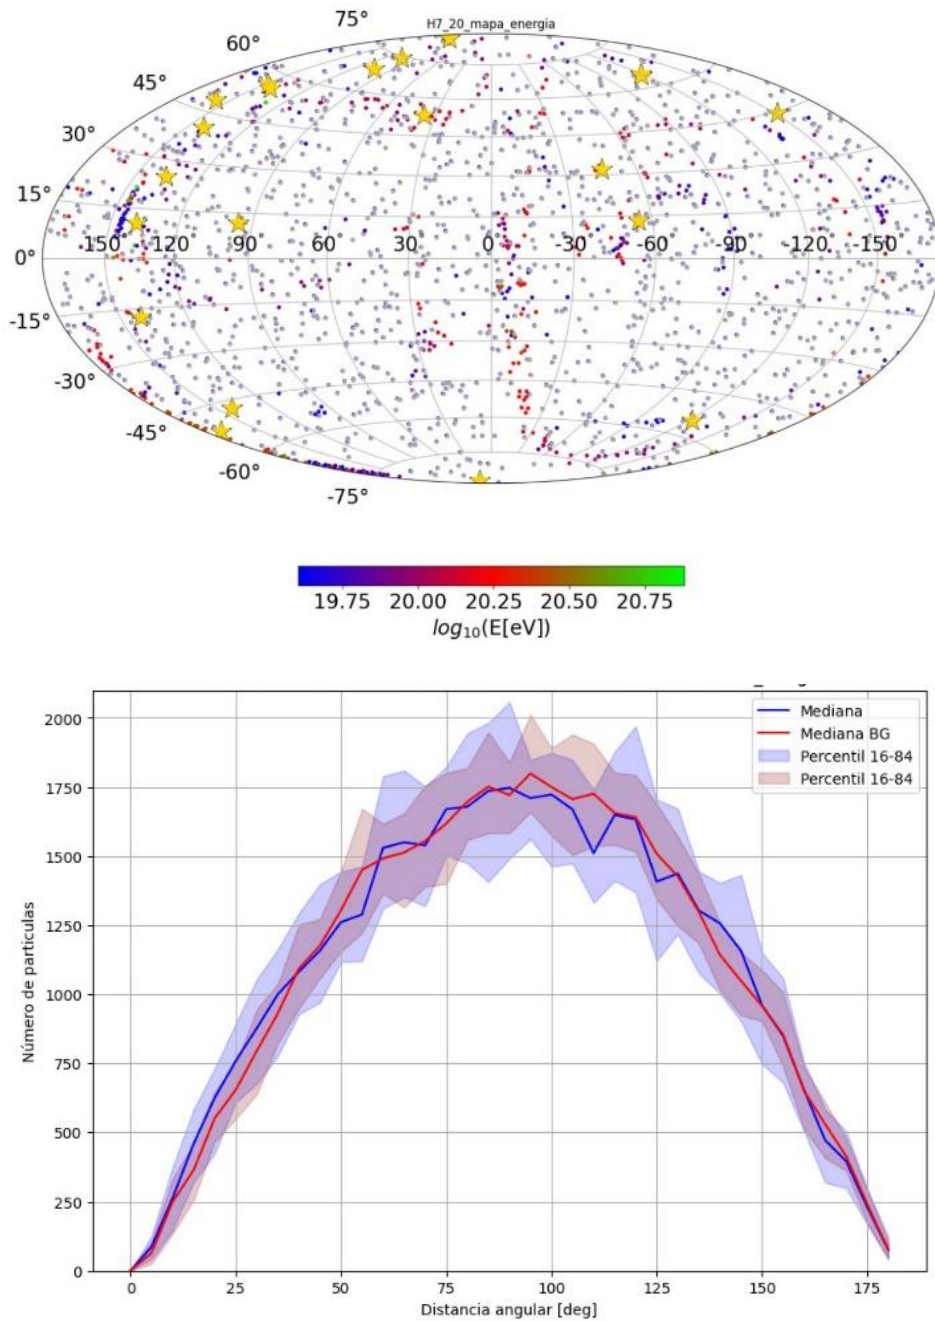 H7_20_mapa_energia
75°
60°
45°
30°
15°
150 120 90 60 30 0 -30 -60 -90 -120 -150
0°
-15°
-30°
-45°
-60°
-75°
19.75 20.00 20.25 20.50 20.75
log10(E[eV])
2000
1750
1500
1250
1000
750
500
250
0
Número de particulas
Mediana
Mediana BG
Percentil 16-84
Percentil 16-84
0 25 50 75 100 125 150 175
Distancia angular [deg]